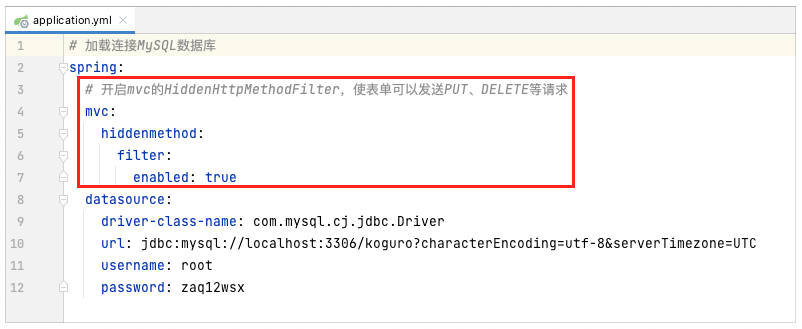 application.yml
1 # 加载连接MySQL数据库
2 spring:
3 # 开启mvc的HiddenHttpMethodFilter，使表单可以发送PUT、DELETE等请求
4 mvc:
5 hiddenmethod:
6 filter:
7 enabled: true
8 datasource:
9 driver-class-name: com.mysql.cj.jdbc.Driver
10 url: jdbc:mysql://localhost:3306/koguro?characterEncoding=utf-8&serverTimezone=UTC
11 username: root
12 password: zaq12wsx